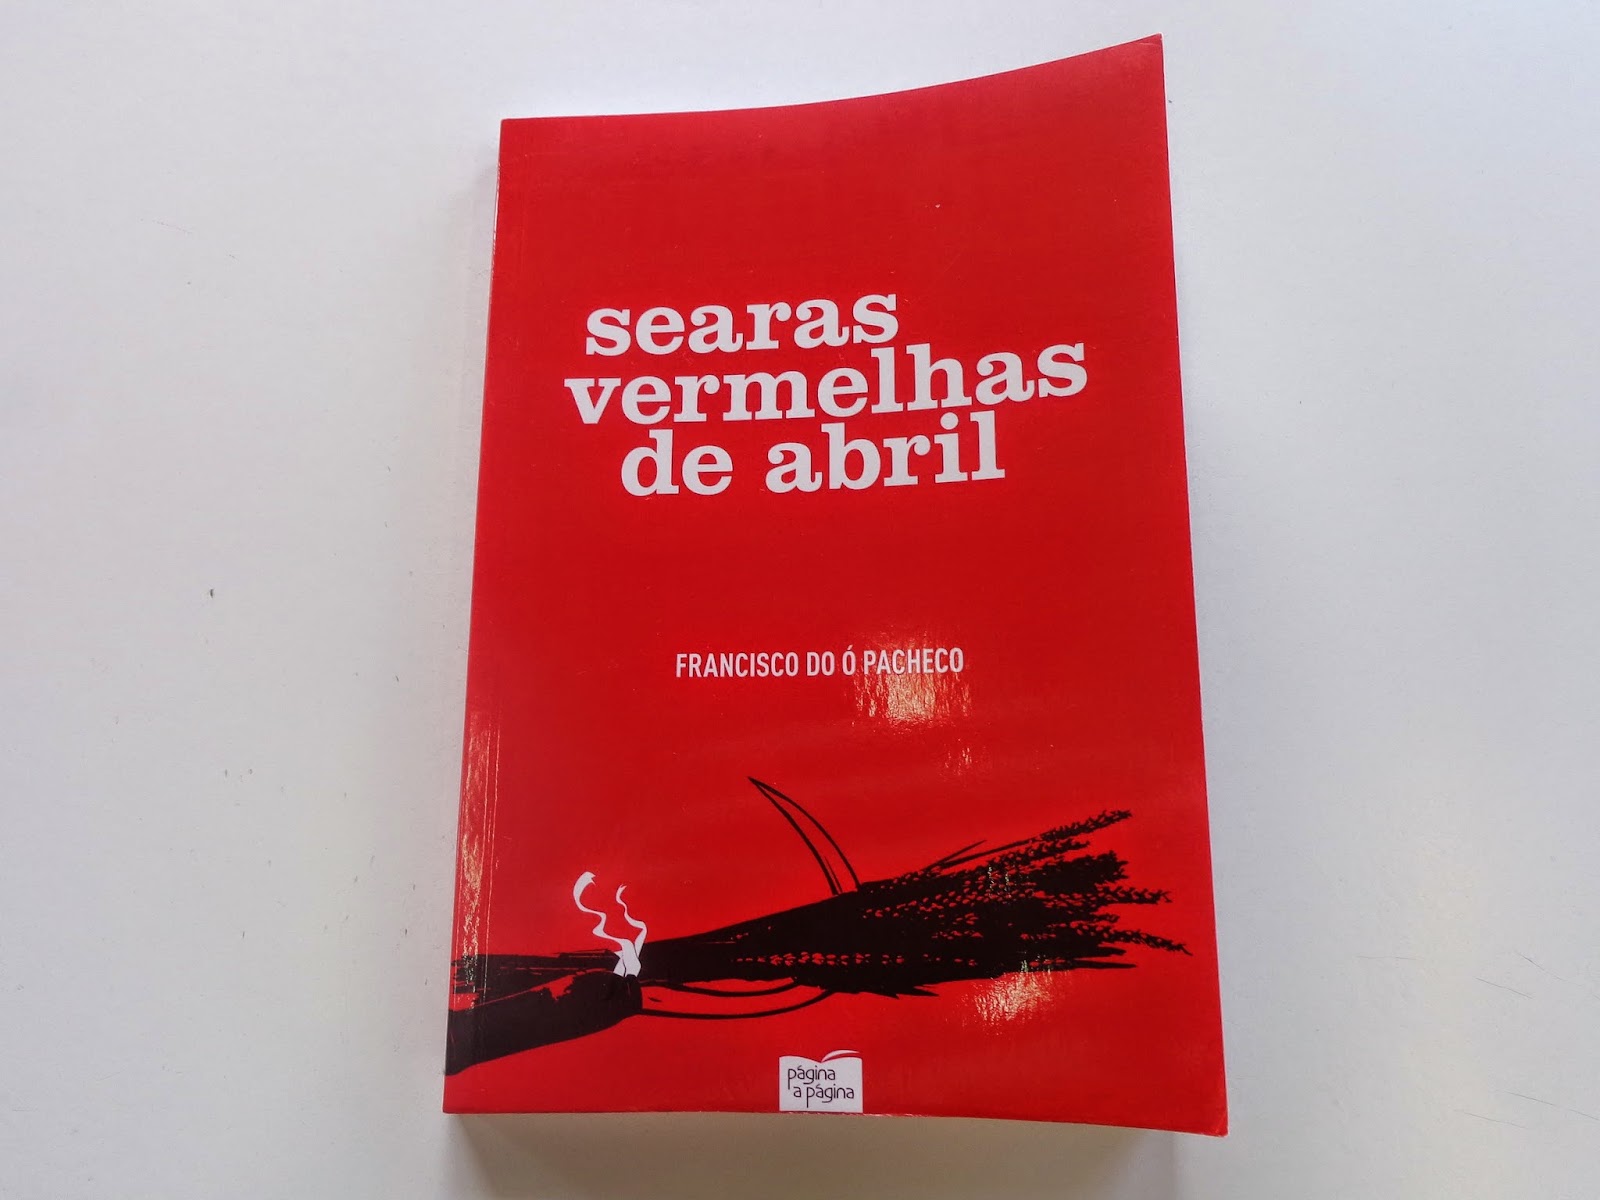 searas
vermelhas
de abril
FRANCISCO DO Ó PACHECO
página
a página